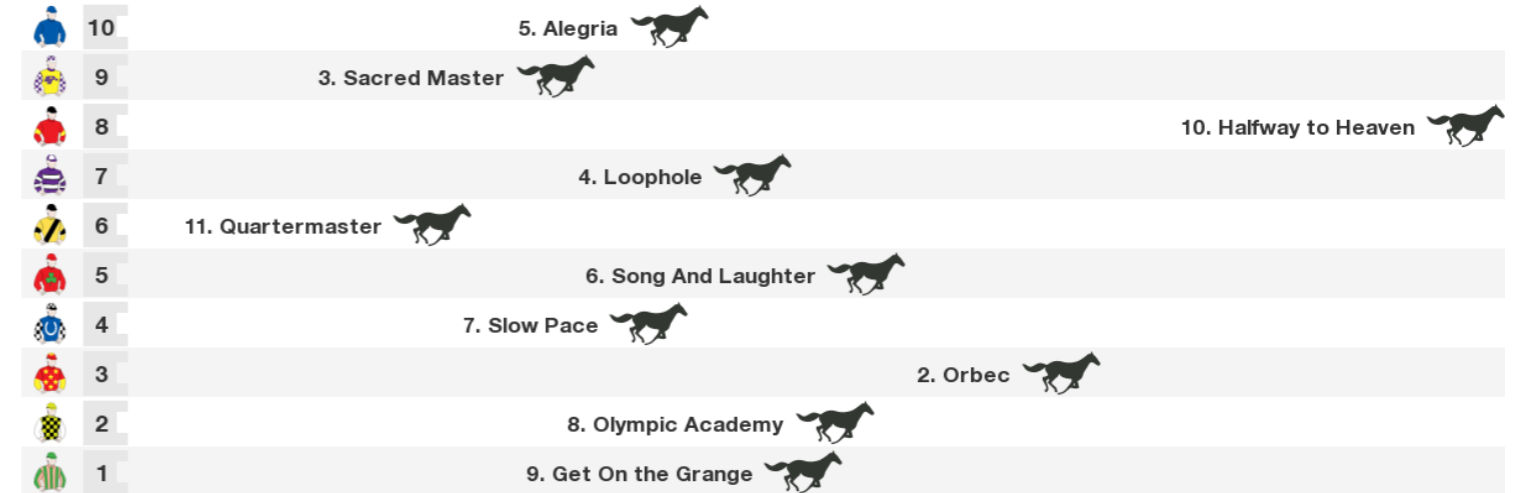 10 5. Alegria
9 3. Sacred Master
8 10. Halfway to Heaven
7 4. Loophole
6 11. Quartermaster
5 6. Song And Laughter
4 7. Slow Pace
3 2. Orbec
2 8. Olympic Academy
1 9. Get On the Grange